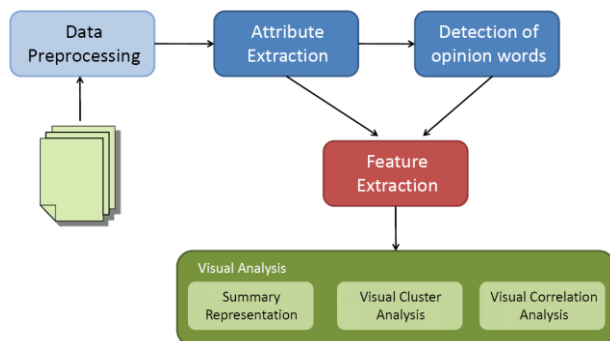 Data
Preprocessing
Attribute
Extraction
Detection of
opinion words
Feature
Extraction
Visual Analysis
Summary
Representation
Visual Cluster
Analysis
Visual Correlation
Analysis